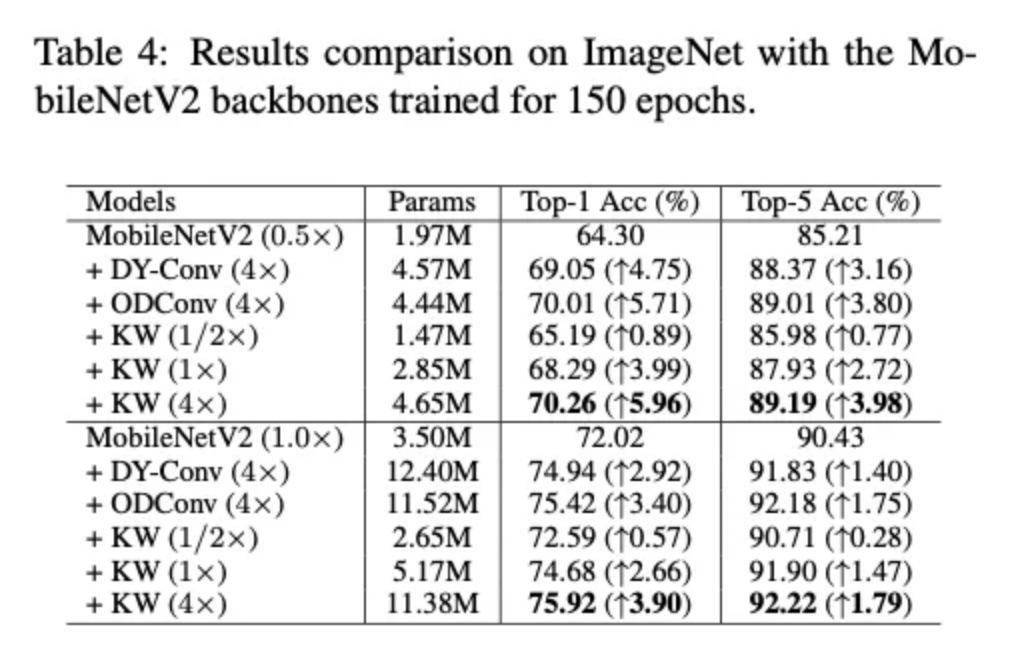 Table 4: Results comparison on ImageNet with the Mo-
bileNetV2 backbones trained for 150 epochs.
Models Params Top-1 Acc (%) Top-5 Acc (%)
MobileNetV2 (0.5×) 1.97M 64.30 85.21
+ DY-Conv (4×) 4.57M 69.05 (↑4.75) 88.37 (↑3.16)
+ ODConv (4×) 4.44M 70.01 (↑5.71) 89.01 (↑3.80)
+ KW (1/2×) 1.47M 65.19 (↑0.89) 85.98 (↑0.77)
+ KW (1×) 2.85M 68.29 (↑3.99) 87.93 (↑2.72)
+ KW (4×) 4.65M 70.26 (↑5.96) 89.19 (↑3.98)
MobileNetV2 (1.0×) 3.50M 72.02 90.43
+ DY-Conv (4×) 12.40M 74.94 (↑2.92) 91.83 (↑1.40)
+ ODConv (4×) 11.52M 75.42 (↑3.40) 92.18 (↑1.75)
+ KW (1/2×) 2.65M 72.59 (↑0.57) 90.71 (↑0.28)
+ KW (1×) 5.17M 74.68 (↑2.66) 91.90 (↑1.47)
+ KW (4×) 11.38M 75.92 (↑3.90) 92.22 (↑1.79)